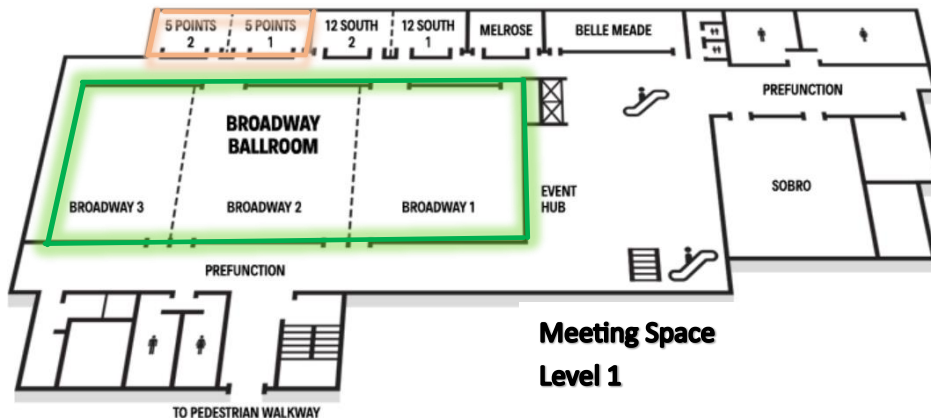 5 POINTS
2
5 POINTS
1
12 SOUTH
2
12 SOUTH
1
MELROSE
BELLE MEADE
PREFUNCTION
BROADWAY
BALLROOM
SOBRO
EVENT
HUB
BROADWAY 3
BROADWAY 2
BROADWAY 1
PREFUNCTION
Meeting Space
Level 1
TO PEDESTRIAN WALKWAY